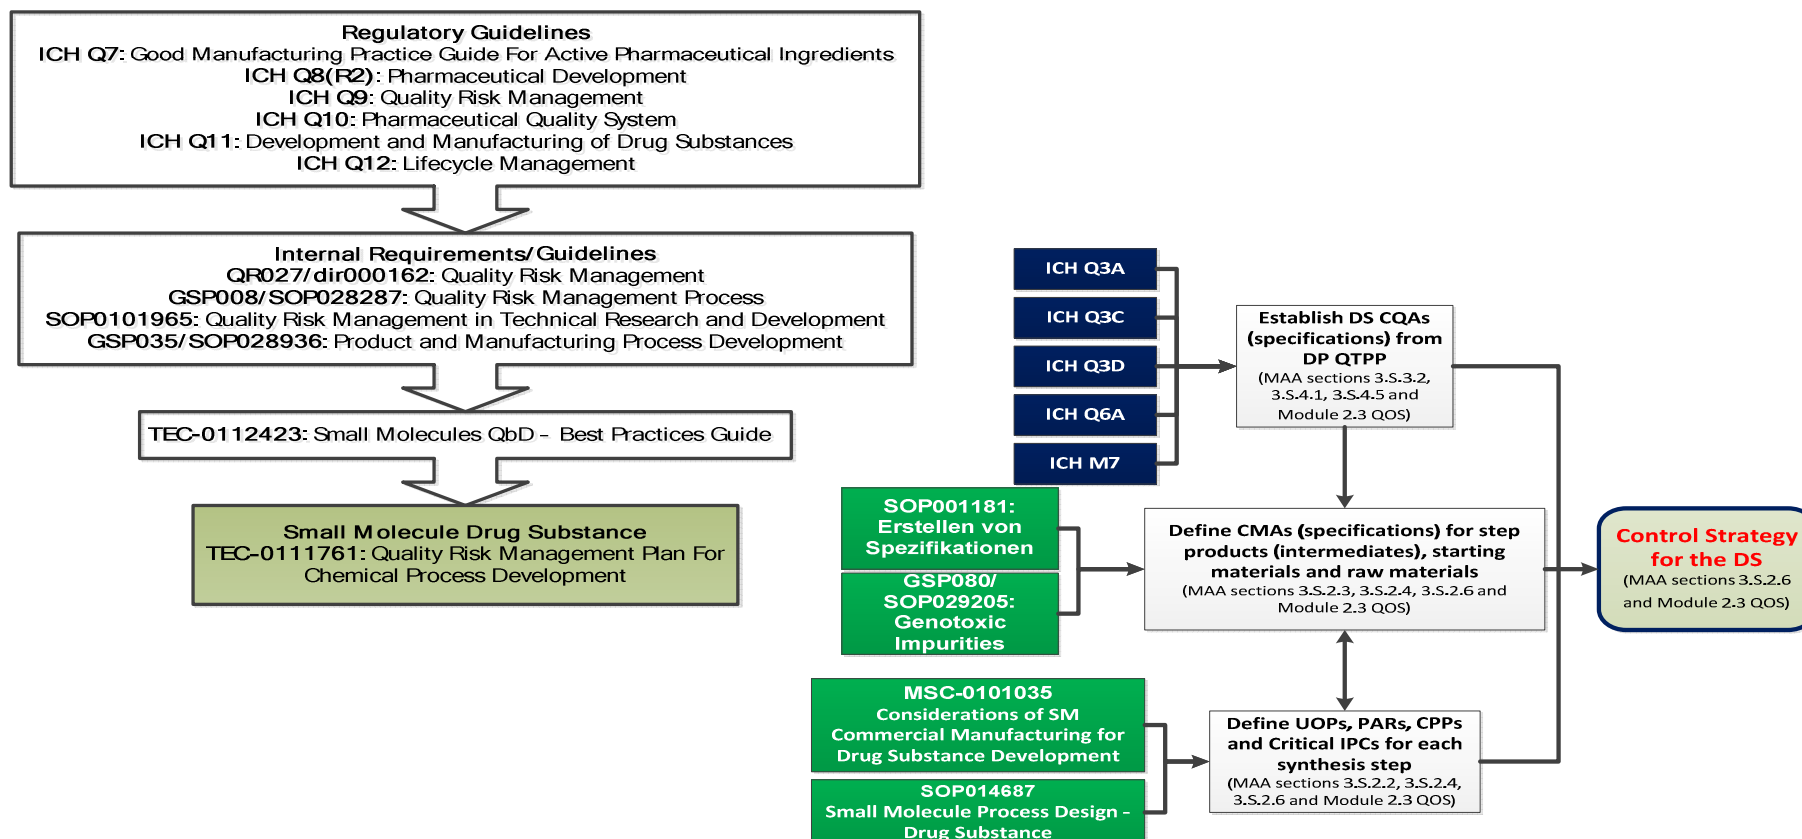 Regulatory Guidelines
ICH Q7: Good Manufacturing Practice Guide For Active Pharmaceutical Ingredients
ICH Q8(R2): Pharmaceutical Development
ICH Q9: Quality Risk Management
ICH Q10: Pharmaceutical Quality System
ICH Q11: Development and Manufacturing of Drug Substances
ICH Q12: Lifecycle Management
Internal Requirements/Guidelines
QR027/dir000162: Quality Risk Management
GSP008/SOP028287: Quality Risk Management Process
SOP0101965: Quality Risk Management in Technical Research and Development
GSP035/SOP028936: Product and Manufacturing Process Development
TEC-0112423: Small Molecules QbD - Best Practices Guide
Small Molecule Drug Substance
TEC-0111761: Quality Risk Management Plan For
Chemical Process Development
ICH Q3A
ICH Q3C
ICH Q3D
ICH Q6A
ICH M7
Establish DS CQAs
(specifications) from
DP QTPP
(MAA sections 3.S.3.2,
3.S.4.1, 3.S.4.5 and
Module 2.3 QOS)
SOP001181:
Erstellen von
Spezifikationen
GSP080/
SOP029205:
Genotoxic
Impurities
Define CMAs (specifications) for step
products (intermediates), starting
materials and raw materials
(MAA sections 3.S.2.3, 3.S.2.4, 3.S.2.6 and
Module 2.3 QOS)
Control Strategy
for the DS
(MAA sections 3.S.2.6
and Module 2.3 QOS)
MSC-0101035
Considerations of SM
Commercial Manufacturing for
Drug Substance Development
SOP014687
Small Molecule Process Design -
Drug Substance
Define UOPs, PARs, CPPs
and Critical IPCs for each
synthesis step
(MAA sections 3.S.2.2, 3.S.2.4,
3.S.2.6 and Module 2.3 QOS)